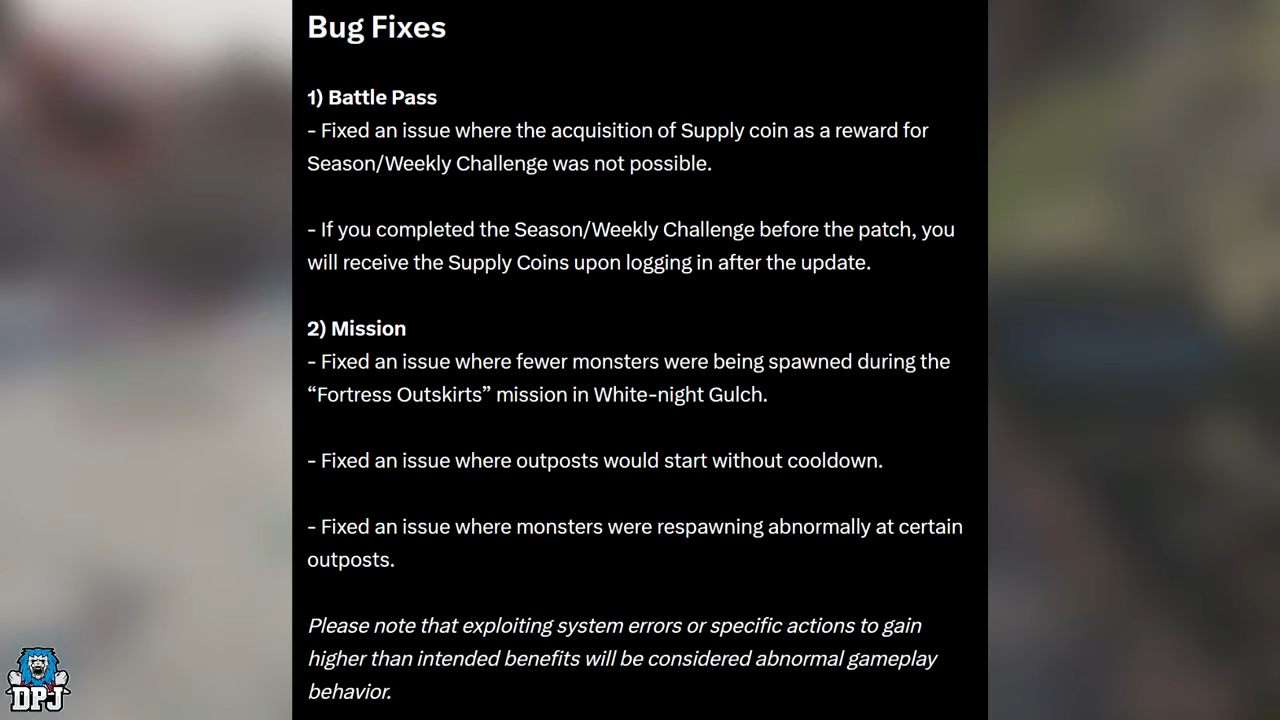 Bug Fixes
1) Battle Pass
- Fixed an issue where the acquisition of Supply coin as a reward for
Season/Weekly Challenge was not possible.
- If you completed the Season/Weekly Challenge before the patch, you
will receive the Supply Coins upon logging in after the update.
2) Mission
- Fixed an issue where fewer monsters were being spawned during the
“Fortress Outskirts” mission in White-night Gulch.
- Fixed an issue where outposts would start without cooldown.
- Fixed an issue where monsters were respawning abnormally at certain
outposts.
Please note that exploiting system errors or specific actions to gain
higher than intended benefits will be considered abnormal gameplay
behavior.
DPJ